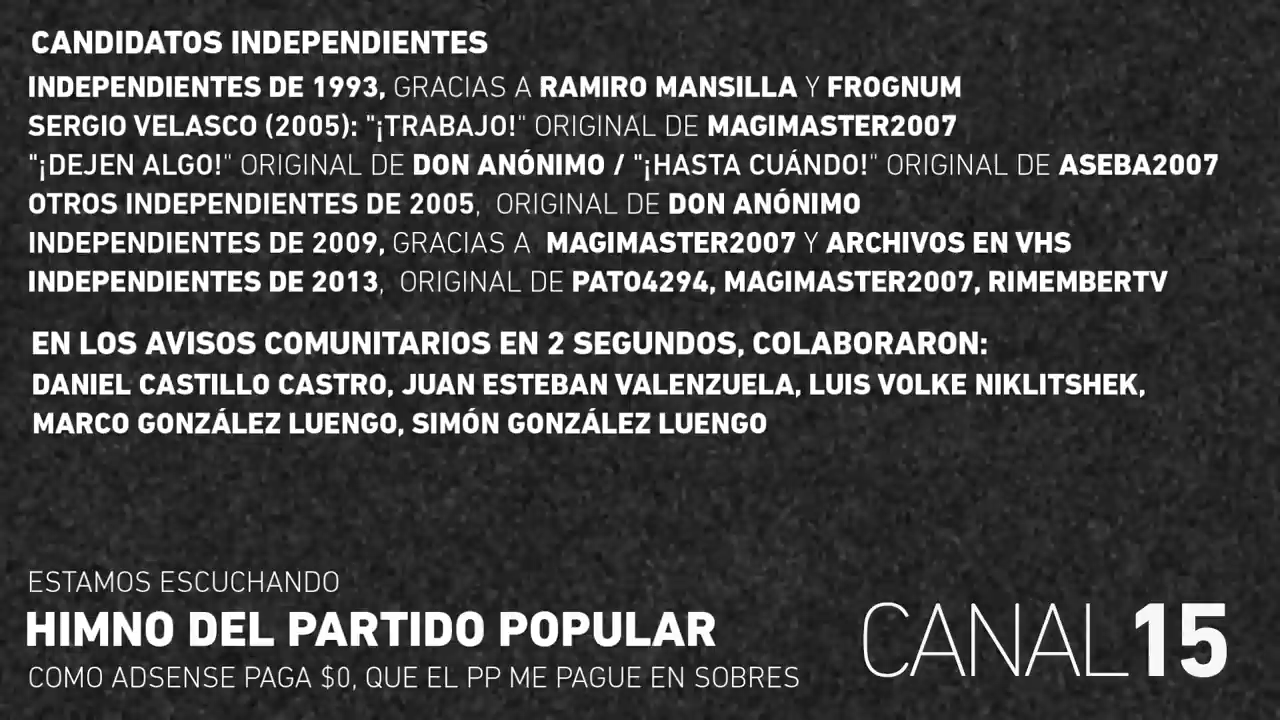 CANDIDATOS INDEPENDIENTES
INDEPENDIENTES DE 1993, GRACIAS A RAMIRO MANSILLA Y FROGNUM
SERGIO VELASCO (2005): "¡TRABAJO!" ORIGINAL DE MAGIMASTER2007
"¡DEJEN ALGO!" ORIGINAL DE DON ANÓNIMO / "¡HASTA CUÁNDO!" ORIGINAL DE ASEBA2007
OTROS INDEPENDIENTES DE 2005, ORIGINAL DE DON ANÓNIMO
INDEPENDIENTES DE 2009, GRACIAS A MAGIMASTER2007 Y ARCHIVOS EN VHS
INDEPENDIENTES DE 2013, ORIGINAL DE PATO4294, MAGIMASTER2007, RIMEMBERTV
EN LOS AVISOS COMUNITARIOS EN 2 SEGUNDOS, COLABORARON:
DANIEL CASTILLO CASTRO, JUAN ESTEBAN VALENZUELA, LUIS VOLKE NIKLITSHEK,
MARCO GONZÁLEZ LUENGO, SIMÓN GONZÁLEZ LUENGO
ESTAMOS ESCUCHANDO
HIMNO DEL PARTIDO POPULAR
COMO ADSENSE PAGA $0, QUE EL PP ME PAGUE EN SOBRES
CANAL15